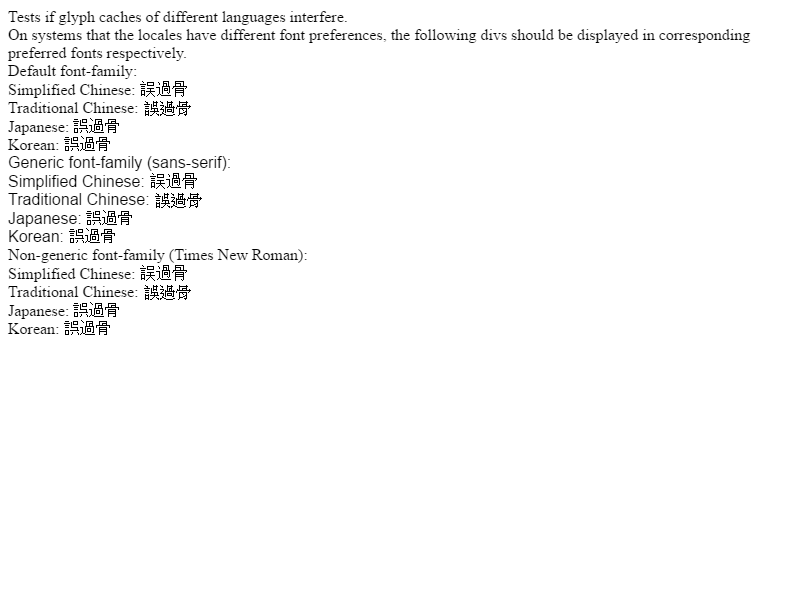 Tests if glyph caches of different languages interfere.
On systems that the locales have different font preferences, the following divs should be displayed in corresponding
preferred fonts respectively.
Default font-family:
Simplified Chinese: 誤過骨
Traditional Chinese: 誤過骨
Japanese: 誤過骨
Korean: 誤過骨
Generic font-family (sans-serif):
Simplified Chinese: 誤過骨
Traditional Chinese: 誤過骨
Japanese: 誤過骨
Korean: 誤過骨
Non-generic font-family (Times New Roman):
Simplified Chinese: 誤過骨
Traditional Chinese: 誤過骨
Japanese: 誤過骨
Korean: 誤過骨